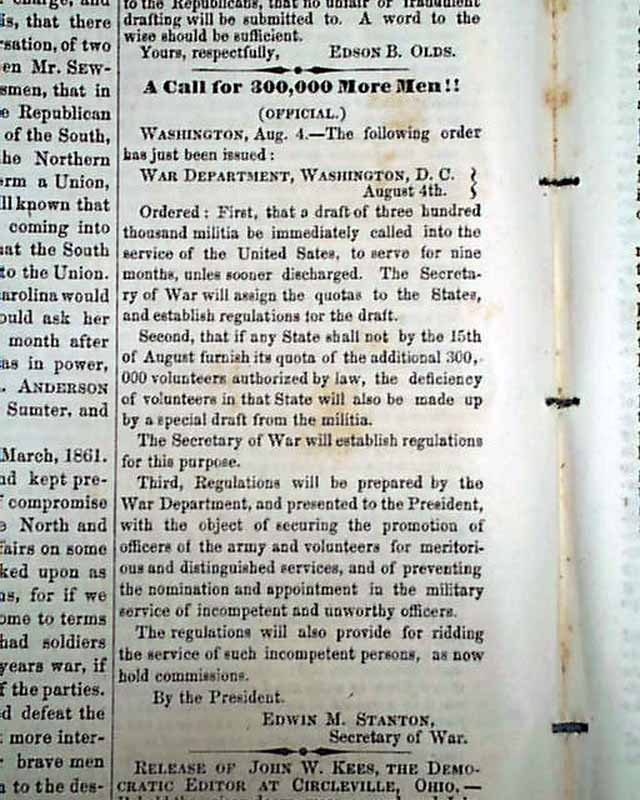 charge, and
is, that there
rsation, of two
en Mr. SEW-
smen, that in
e Republican
of the South,
he Northern
erm a Union,
ll known that
coming into
hat the South
to the Union.
arolina would
ould ask her
month after
as in power,
ANDERSON
Sumter, and
March, 1861.
nd kept pre-
f compromise
e North and
fairs on some
ked upon as
ns, for if we
ome to terms
had soldiers
years war, if
f the parties.
d defeat the
more inter-
brave men
n to the des-
to the Republicans, that no unfair or fraudulent
drafting will be submitted to. A word to the
wise should be sufficient.
Yours, respectfully, EDSON B. OLDS.
A Call for 300,000 More Men!!
(OFFICIAL.)
WASHINGTON, Aug. 4.—The following order
has just been issued:
WAR DEPARTMENT, WASHINGTON, D. C. }
August 4th. }
Ordered: First, that a draft of three hundred
thousand militia be immediately called into the
service of the United Sates, to serve for nine
months, unles sooner discharged. The Secreta-
ry of War will assign the quotas to the States,
and establish regulations for the draft.
Second, that if any State shall not by the 15th
of August furnish its quota of the additional 300,-
000 volunteers authorized by law, the deficiency
of volunteers in that State will also be made up
by a special draft from the militia.
The Secretary of War will establish regulations
for this purpose.
Third, Regulations will be prepared by the
War Department, and presented to the President,
with the object of securing the promotion of
officers of the army and volunteers for meritori-
ous and distinguished services, and of preventing
the nomination and appointment in the military
service of incompetent and unworthy officers.
The regulations will also provide for ridding
the service of such incompetent persons, as now
hold commissions.
By the President.
EDWIN M. STANTON,
Secretary of War.
RELEASE OF JOHN W. KEES, THE DEMO-
CRATIC EDITOR AT CIRCLEVILLE, OHIO.—